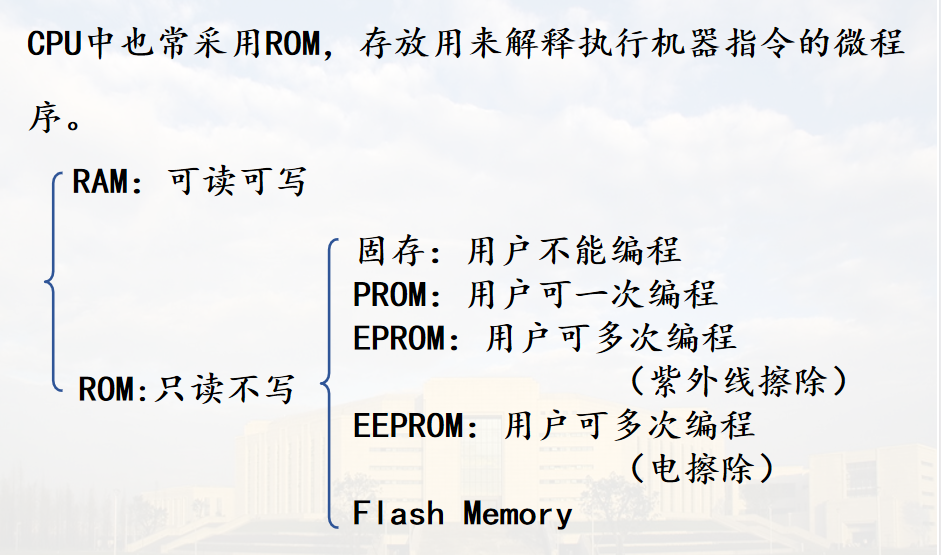 CPU中也常采用ROM，存放用来解释执行机器指令的微程
序。
RAM: 可读可写
固存: 用户不能编程
PROM: 用户可一次编程
EPROM: 用户可多次编程
（紫外线擦除）
ROM:只读不写
EEPROM: 用户可多次编程
（电擦除）
Flash Memory